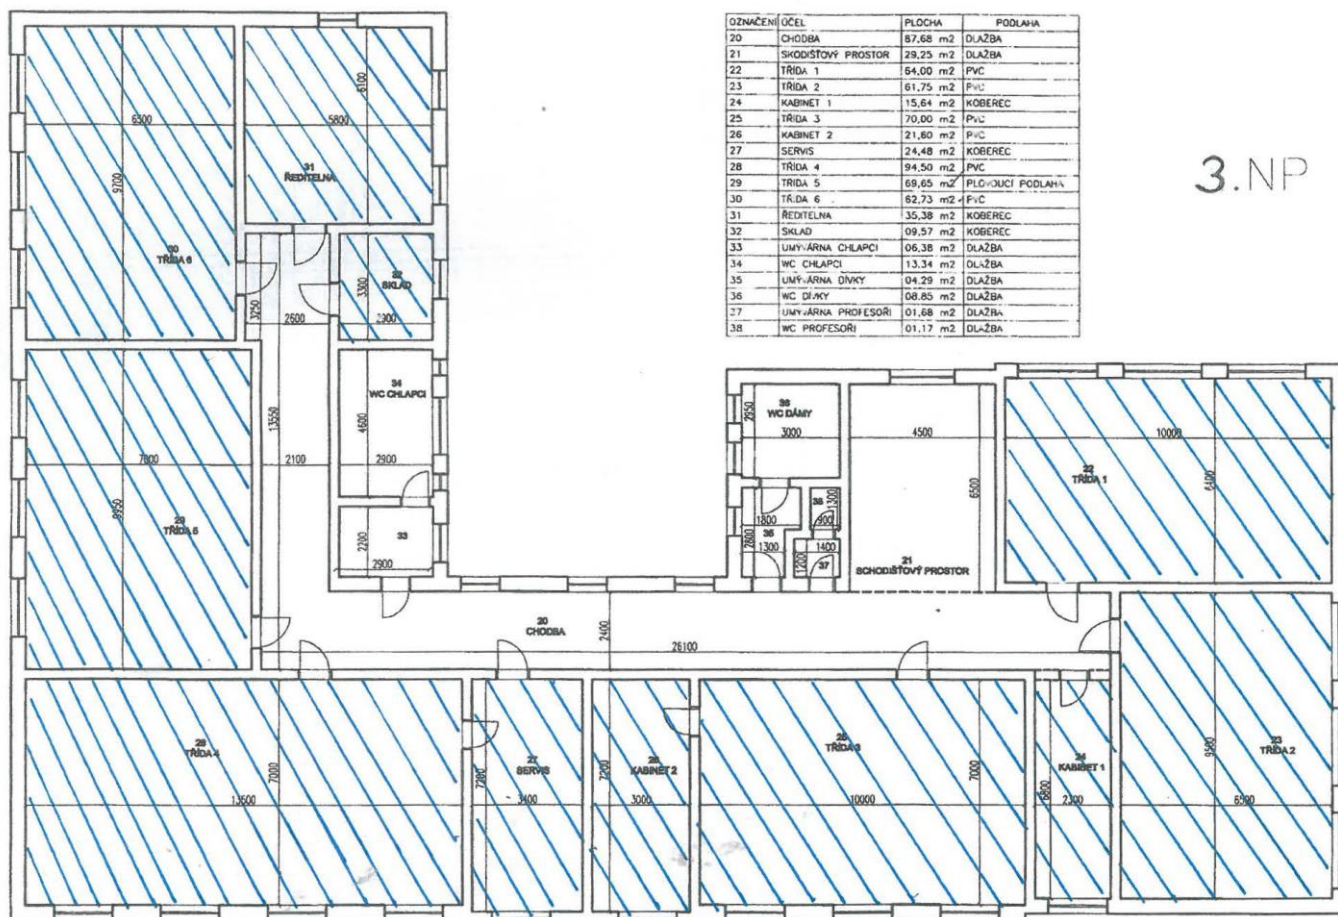 OZNAČENÍ ÚČEL PLOCHA PODLAHA
20 CHODBA 87,68 m2 DLAŽBA
21 SKODIŠŤOVÝ PROSTOR 29,25 m2 DLAŽBA
22 TŘÍDA 1 64,00 m2 PVC
23 TŘÍDA 2 61,75 m2 PVC
24 KABINET 1 15,64 m2 KOBEREC
25 TŘÍDA 3 70,00 m2 PVC
26 KABINET 2 21,60 m2 PVC
27 SERVIS 24,48 m2 KOBEREC
28 TŘÍDA 4 94,50 m2 PVC
29 TŘÍDA 5 69,65 m2 PLOVOUCÍ PODLAHA
30 TŘÍDA 6 62,73 m2 PVC
31 ŘEDITELNA 35,38 m2 KOBEREC
32 SKLAD 09,57 m2 KOBEREC
33 UMÝVÁRNA CHLAPCI 06,38 m2 DLAŽBA
34 WC CHLAPCI 13,34 m2 DLAŽBA
35 UMÝVÁRNA DÍVKY 04,29 m2 DLAŽBA
36 WC DÍVKY 08,85 m2 DLAŽBA
37 UMÝVÁRNA PROFESOŘI 01,68 m2 DLAŽBA
38 WC PROFESOŘI 01,17 m2 DLAŽBA
3.NP
6300
9700
30
TŘÍDA 6
6100
5800
31
ŘEDITELNA
3250
2600
3300
32
SKLAD
2900
13550
2100
34
WC CHLAPCI
4600
2900
2200
33
2900
7000
9950
29
TŘÍDA 5
2950
36
WC DÁMY
3000
1800
35
2600
1300
38
1300
900
1400
1200
37
4500
6500
21
SCHODIŠŤOVÝ PROSTOR
10000
22
TŘÍDA 1
6400
20
CHODBA
2400
26100
28
TŘÍDA 4
7000
13500
27
SERVIS
7200
3400
26
KABINET 2
7200
3000
25
TŘÍDA 3
7000
10000
24
KABINET 1
6800
2300
23
TŘÍDA 2
9500
6500